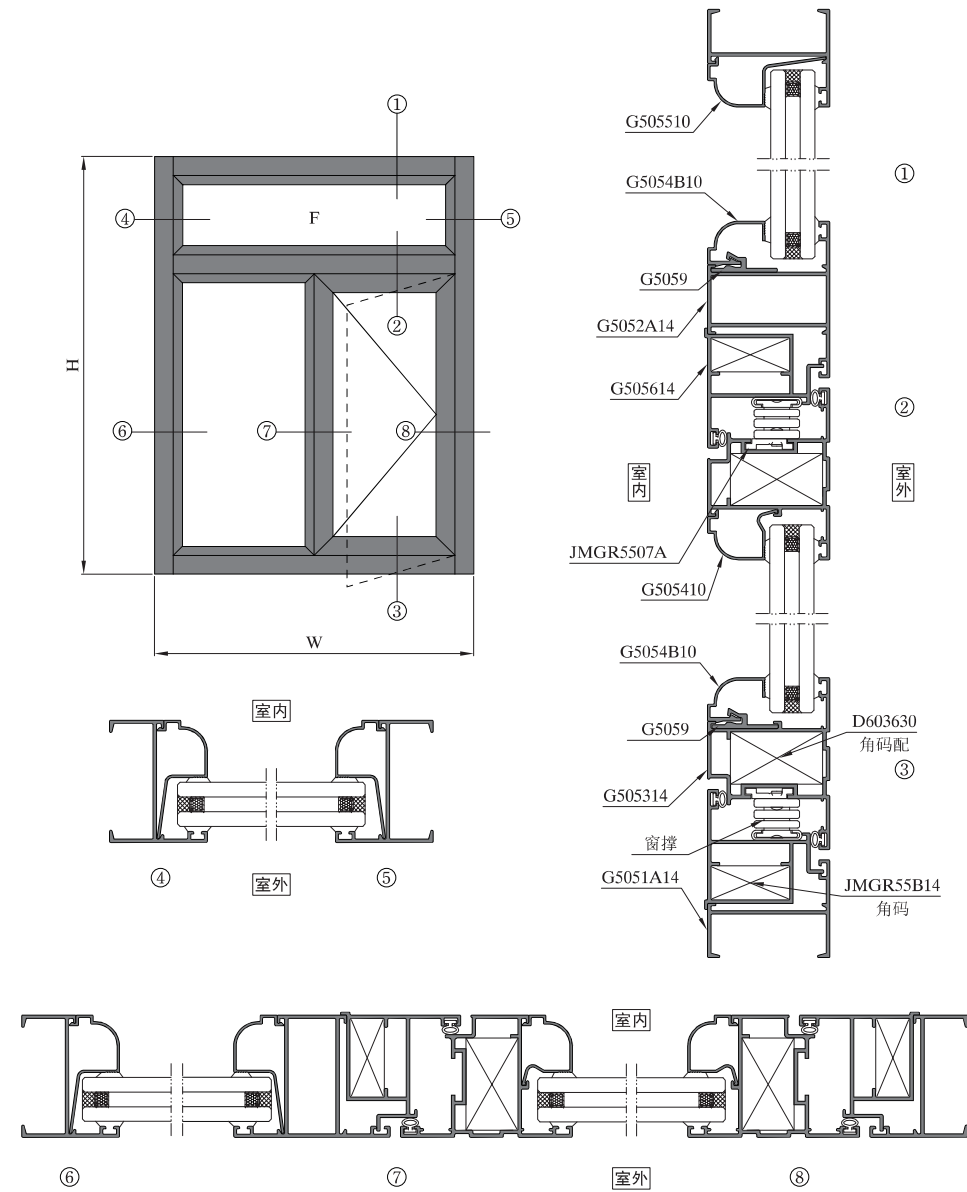 ①
④
F
⑤
H
②
⑥
⑦
⑧
③
W
G505510
①
G5054B10
G5059
G5052A14
G505614
②
室内
室外
JMGR5507A
G505410
G5054B10
G5059
D603630
角码配
③
G505314
窗撑
G5051A14
JMGR55B14
角码
室内
④
室外
⑤
室内
⑥
⑦
室外
⑧